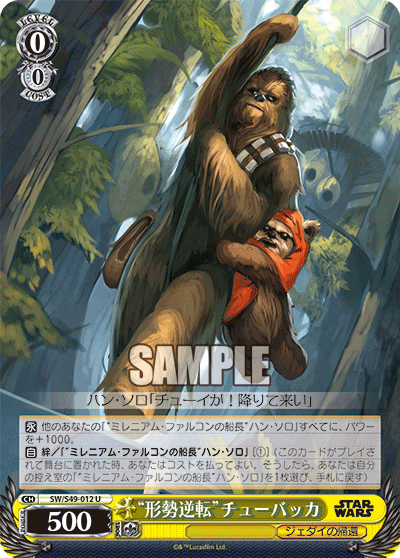 LEVEL
0
0
COST
SAMPLE
ハン・ソロ「チューイが！降りて来い」
永 他のあなたの「“ミレニアム・ファルコンの船長”ハン・ソロ」すべてに、パワー
を＋1000。
自 絆／「“ミレニアム・ファルコンの船長”ハン・ソロ」［①］（このカードがプレイさ
れて舞台に置かれた時、あなたはコストを払ってよい。そうしたら、あなたは自分
の控え室の「“ミレニアム・ファルコンの船長”ハン・ソロ」を1枚選び、手札に戻す）
CH SW/S49-012 U
POWER
500
“形勢逆転”チューバッカ
STAR WARS
ジェダイの帰還
©&™Lucasfilm Ltd.